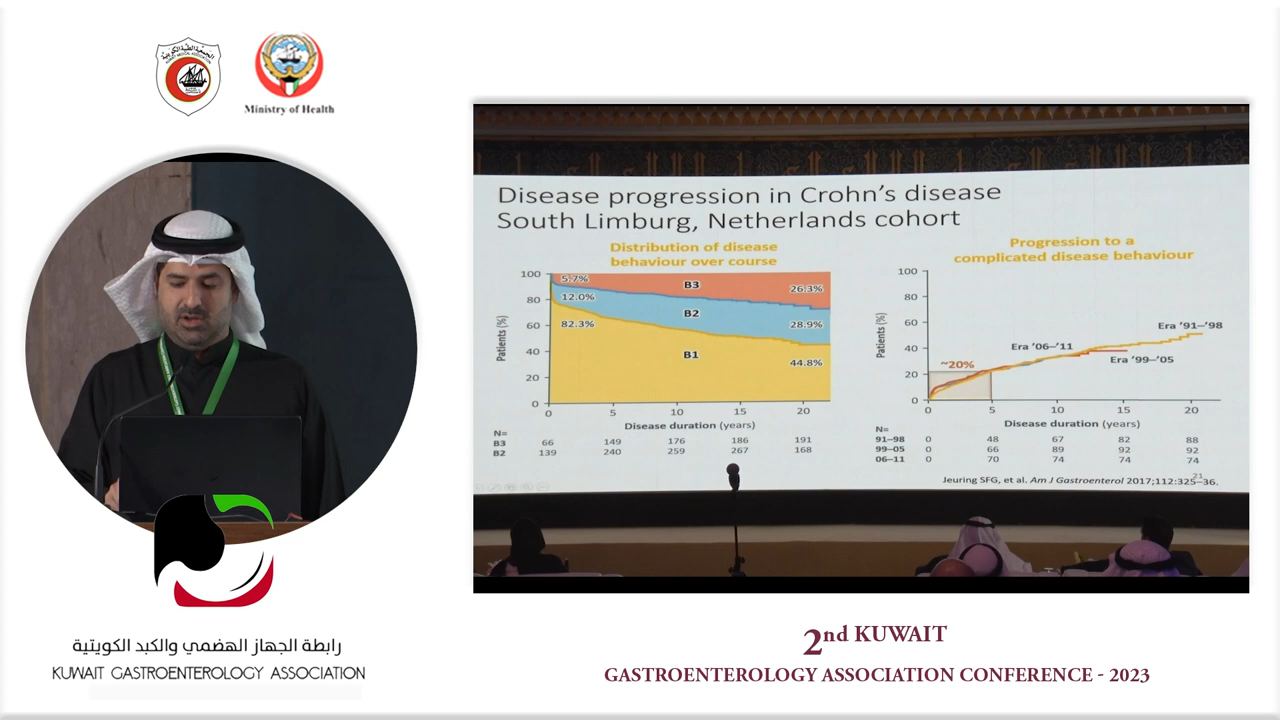 Ministry of Health
Disease progression in Crohn's disease
South Limburg, Netherlands cohort
Distribution of disease
behaviour over course
Patients (%)
100
80
60
40
20
0
5.7%
12.0%
82.3%
B3
B2
B1
26.3%
28.9%
44.8%
0 5 10 15 20
Disease duration (years)
N=
B3 66 149 176 186 191
B2 139 240 259 267 168
Progression to a
complicated disease behaviour
Patients (%)
100
80
60
40
20
0
~20%
Era '06–'11
Era '91–'98
Era '99–'05
0 5 10 15 20
Disease duration (years)
N=
91–98 0 48 67 82 88
99–05 0 66 89 92 92
06–11 0 70 74 74 74
21
Jeuring SFG, et al. Am J Gastroenterol 2017;112:325–36.
رابطة الجهاز الهضمي والكبد الكويتية
KUWAIT GASTROENTEROLOGY ASSOCIATION
2nd KUWAIT
GASTROENTEROLOGY ASSOCIATION CONFERENCE - 2023